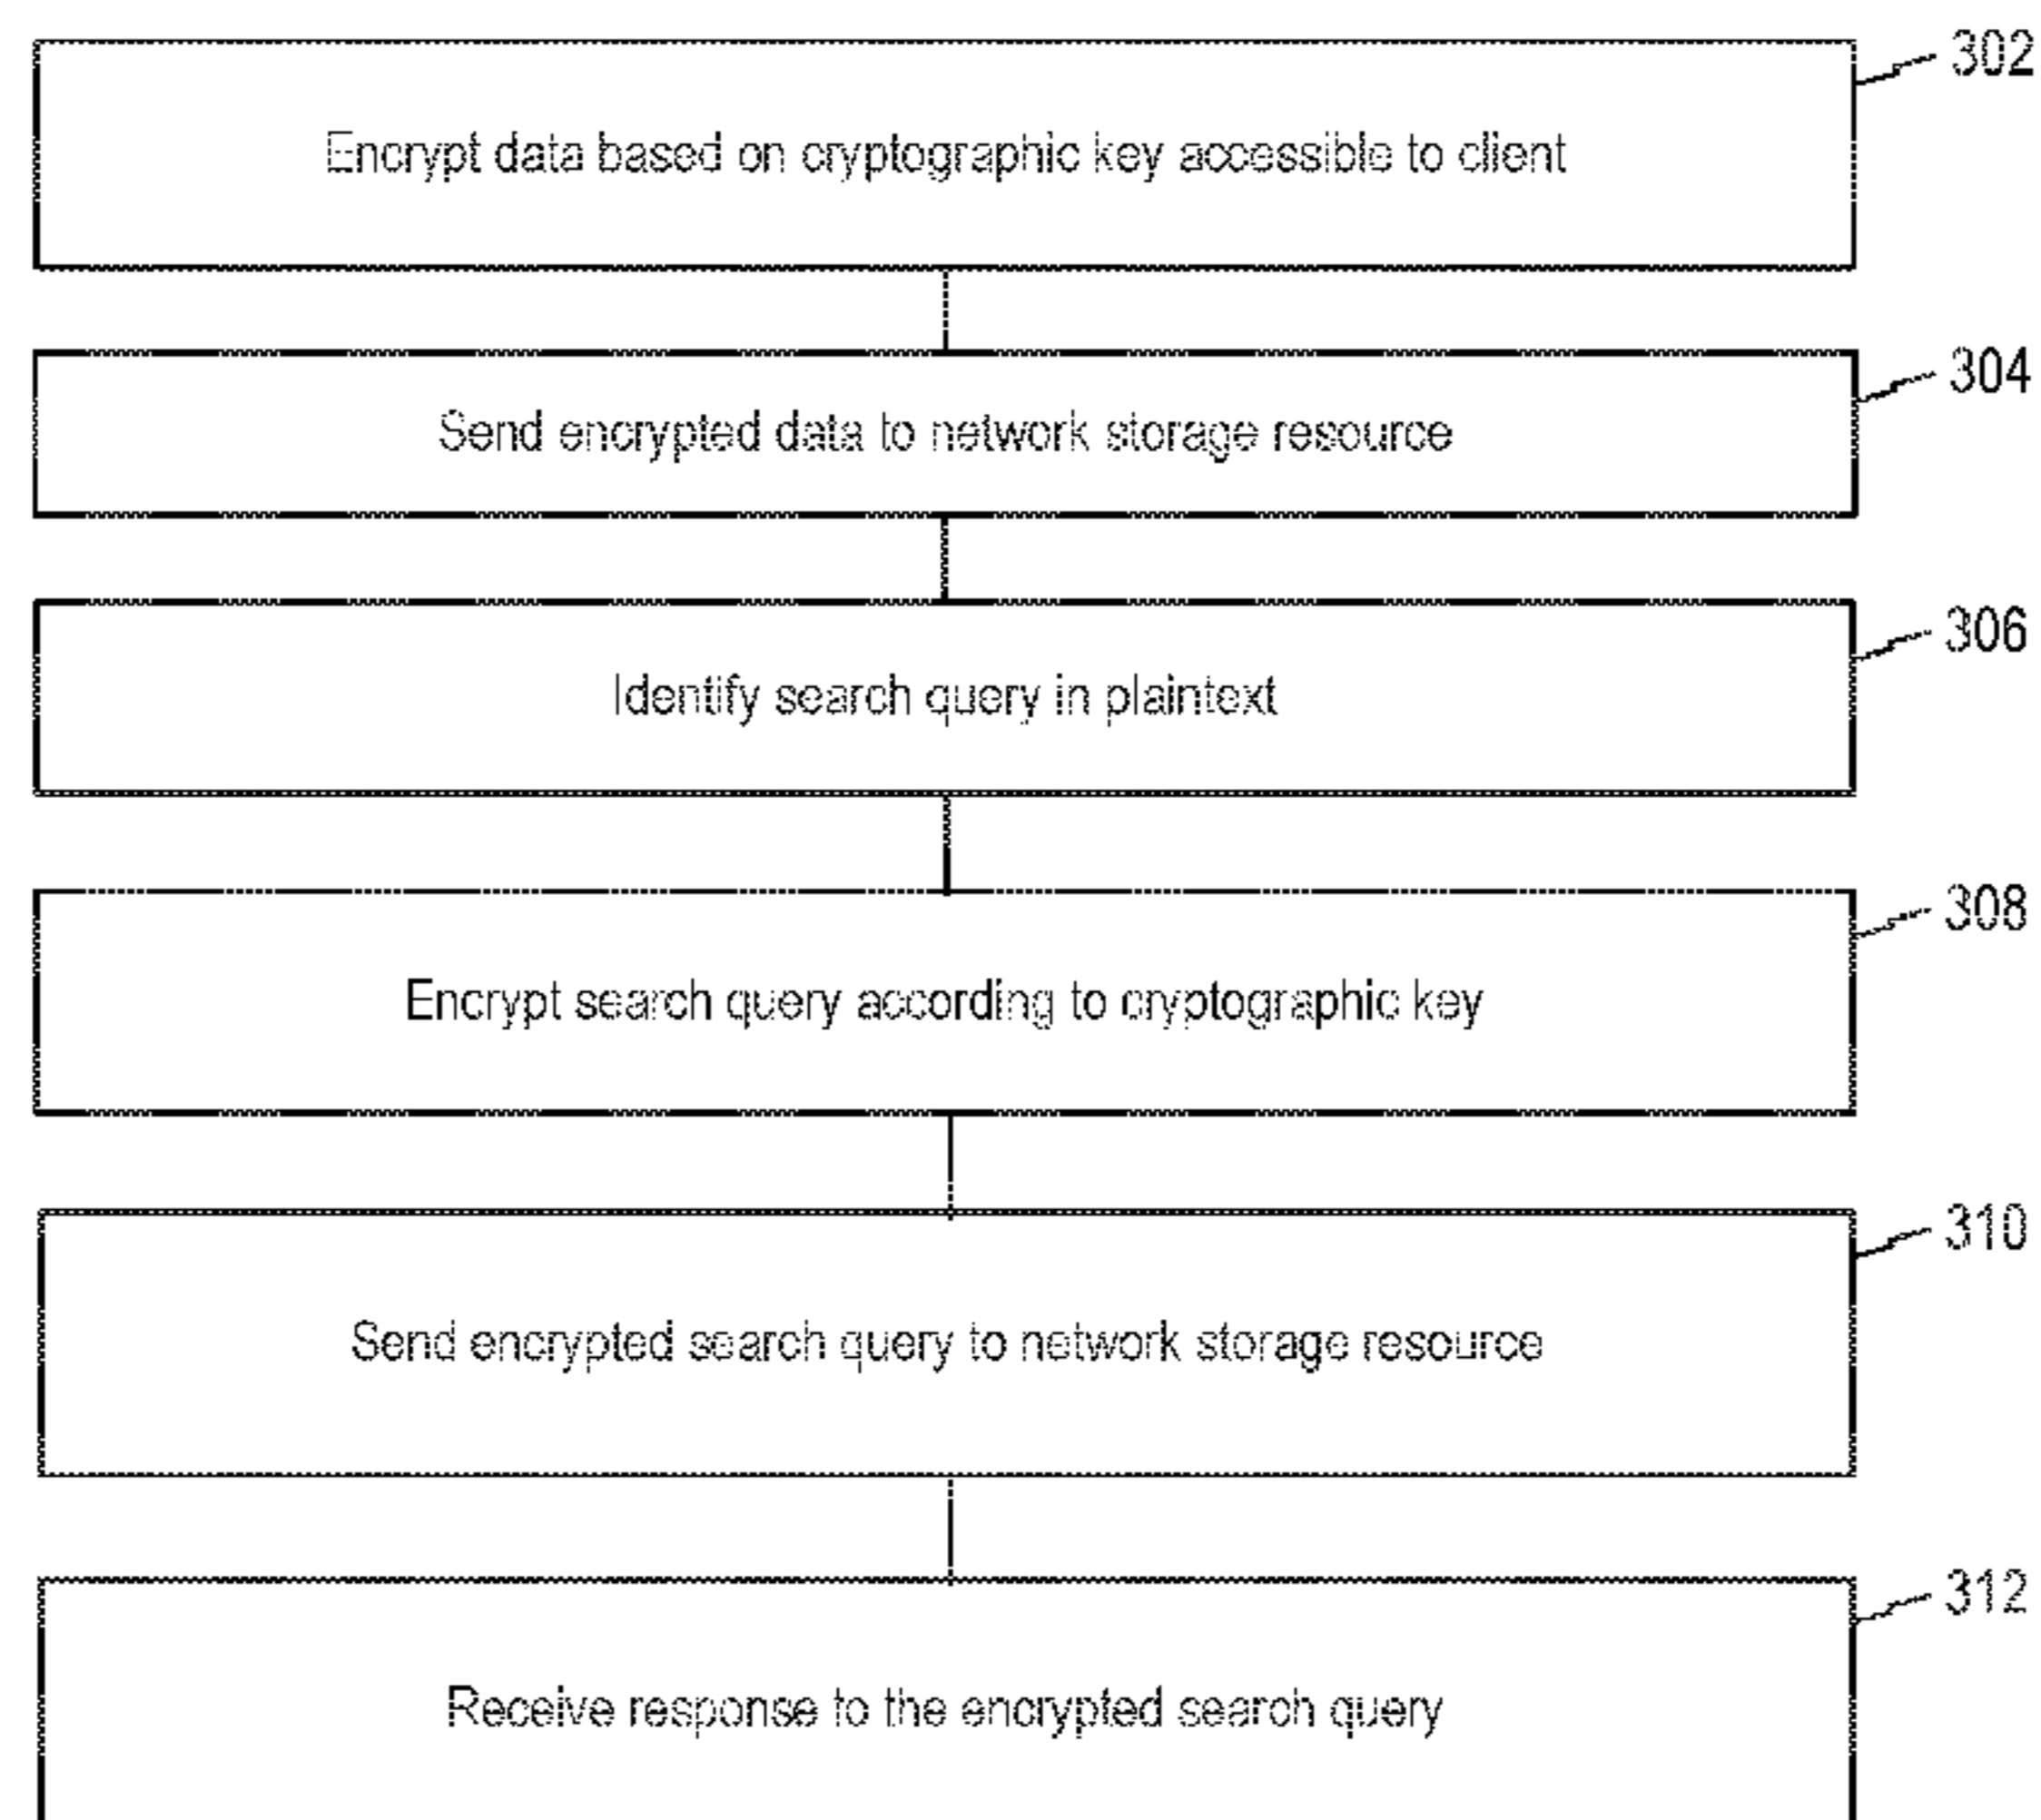 302
Encrypt data based on cryptographic key accessible to client
304
Send encrypted data to network storage resource
306
Identify search query in plaintext
308
Encrypt search query according to cryptographic key
310
Send encrypted search query to network storage resource
312
Receive response to the encrypted search query